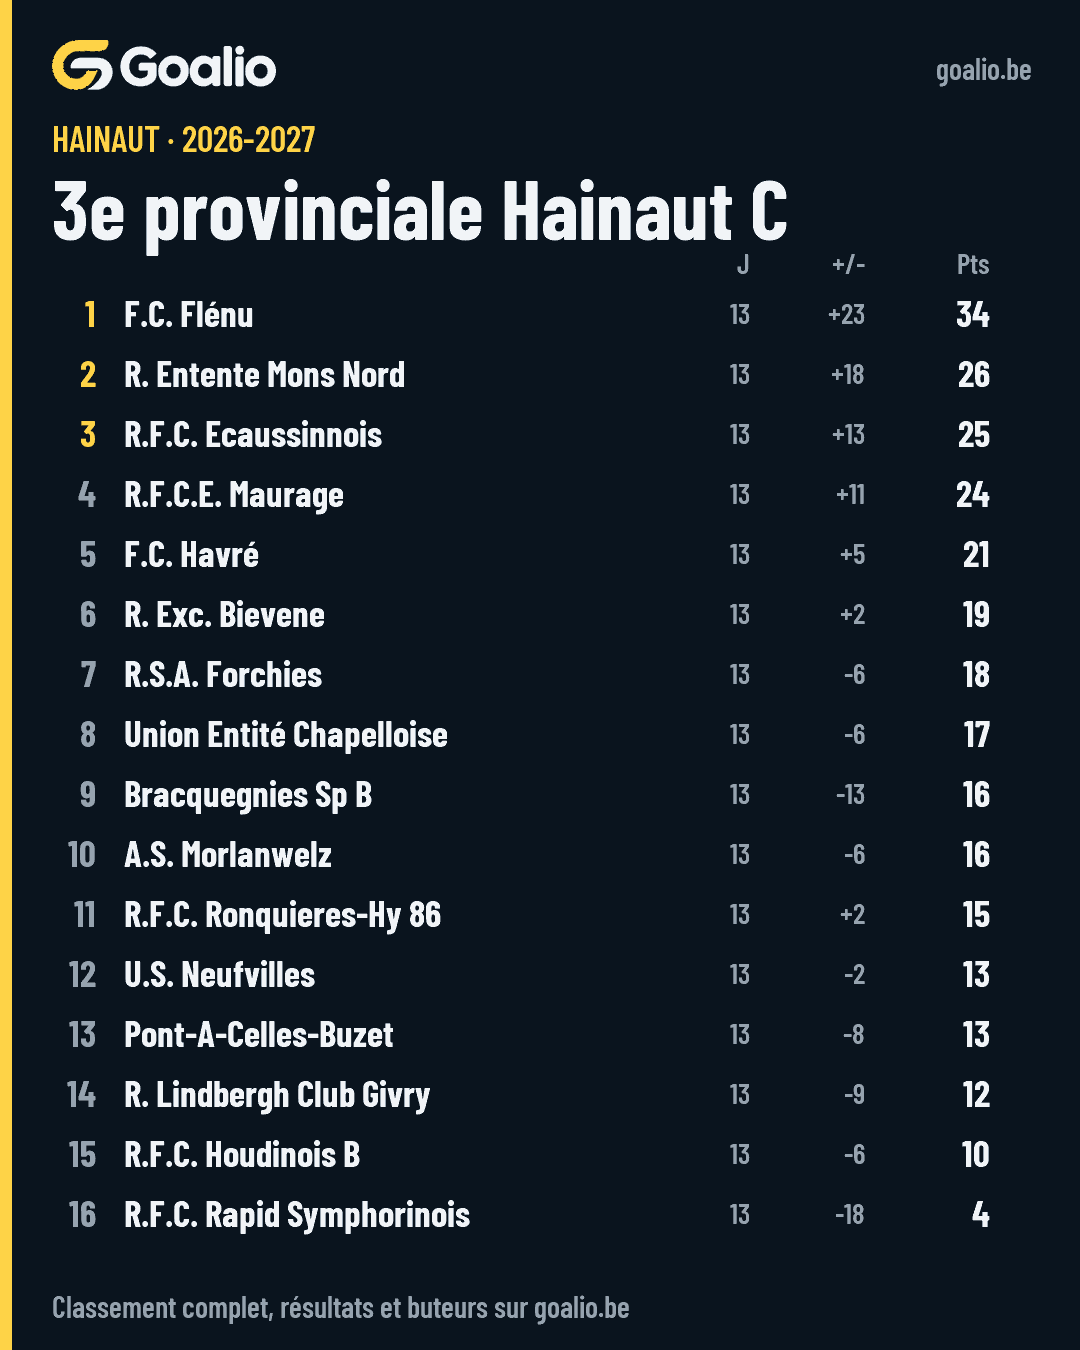 Goalio goalio.be
HAINAUT · 2026-2027
3e provinciale Hainaut C
J +/- Pts
1 F.C. Flénu 13 +23 34
2 R. Entente Mons Nord 13 +18 26
3 R.F.C. Ecaussinnois 13 +13 25
4 R.F.C.E. Maurage 13 +11 24
5 F.C. Havré 13 +5 21
6 R. Exc. Bievene 13 +2 19
7 R.S.A. Forchies 13 -6 18
8 Union Entité Chapelloise 13 -6 17
9 Bracquegnies Sp B 13 -13 16
10 A.S. Morlanwelz 13 -6 16
11 R.F.C. Ronquieres-Hy 86 13 +2 15
12 U.S. Neufvilles 13 -2 13
13 Pont-A-Celles-Buzet 13 -8 13
14 R. Lindbergh Club Givry 13 -9 12
15 R.F.C. Houdinois B 13 -6 10
16 R.F.C. Rapid Symphorinois 13 -18 4
Classement complet, résultats et buteurs sur goalio.be